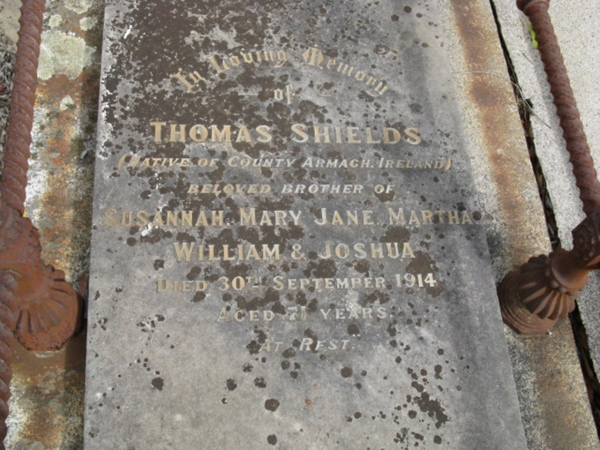 In Loving Memory
of
THOMAS SHIELDS
(NATIVE OF COUNTY ARMAGH, IRELAND)
BELOVED BROTHER OF
SUSANNAH, MARY JANE, MARTHA
WILLIAM & JOSHUA
DIED 30TH SEPTEMBER 1914
AGED 71 YEARS.
AT REST.